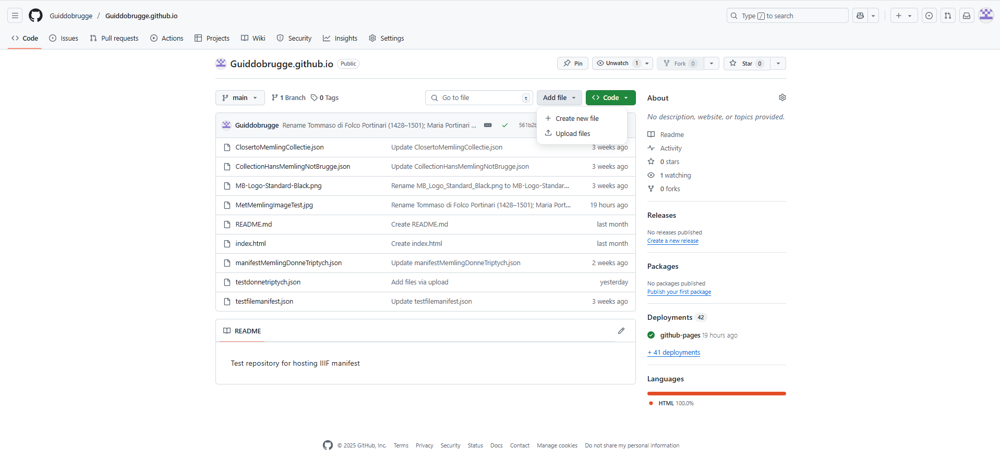 Guiddobrugge / Guiddobrugge.github.io
Type / to search
Code Issues Pull requests Actions Projects Wiki Security Insights Settings
Guiddobrugge.github.io Public
Pin Unwatch 1 Fork 0 Star 0
main 1 Branch 0 Tags Go to file t Add file Code
Create new file
Upload files
Guiddobrugge Rename Tommaso di Folco Portinari (1428–1501); Maria Portinari ... 561b2b
ClosertoMemlingCollectie.json Update ClosertoMemlingCollectie.json 3 weeks ago
CollectionHansMemlingNotBrugge.json Update CollectionHansMemlingNotBrugge.json 3 weeks ago
MB-Logo-Standard-Black.png Rename MB_Logo_Standard_Black.png to MB-Logo-Standar... 3 weeks ago
MetMemlingImageTest.jpg Rename Tommaso di Folco Portinari (1428–1501); Maria Port... 19 hours ago
README.md Create README.md last month
index.html Create index.html last month
manifestMemlingDonneTriptych.json Update manifestMemlingDonneTriptych.json 2 weeks ago
testdonnetriptych.json Add files via upload yesterday
testfilemanifest.json Update testfilemanifest.json 3 weeks ago
README
Test repository for hosting IIIF manifest
About
No description, website, or topics provided.
Readme
Activity
0 stars
1 watching
0 forks
Releases
No releases published
Create a new release
Packages
No packages published
Publish your first package
Deployments 42
github-pages 19 hours ago
+ 41 deployments
Languages
HTML 100.0%
© 2025 GitHub, Inc. Terms Privacy Security Status Docs Contact Manage cookies Do not share my personal information